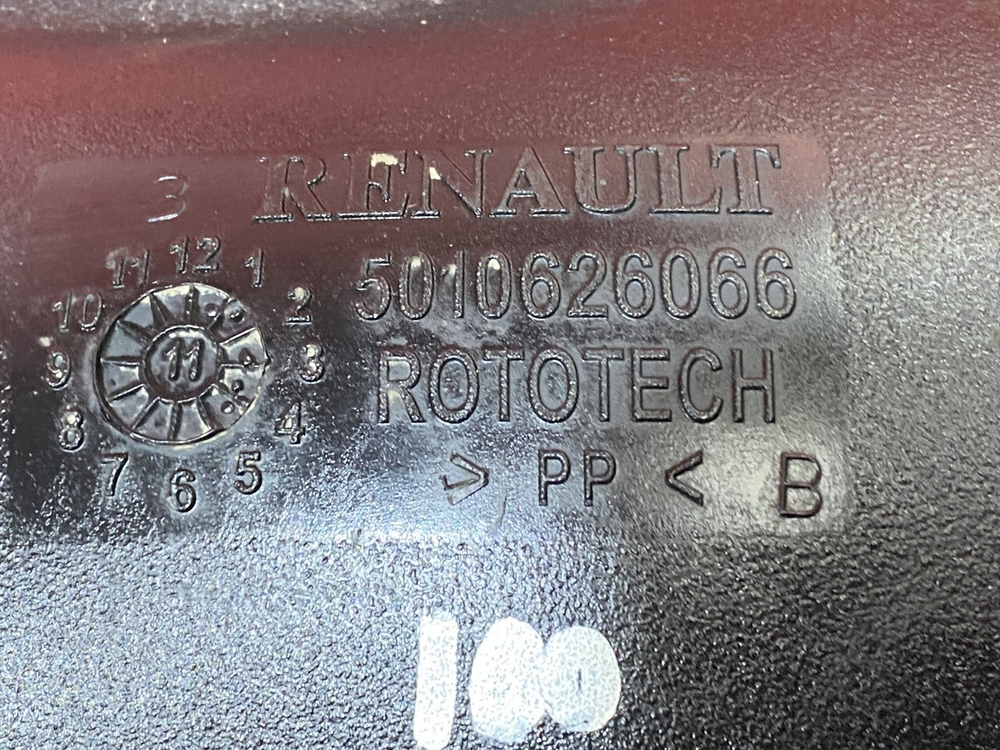 3 RENAULT
11 12 1
10 2
9 11 3
8 4
7 6 5
5010626066
ROTOTECH
> PP < B
100